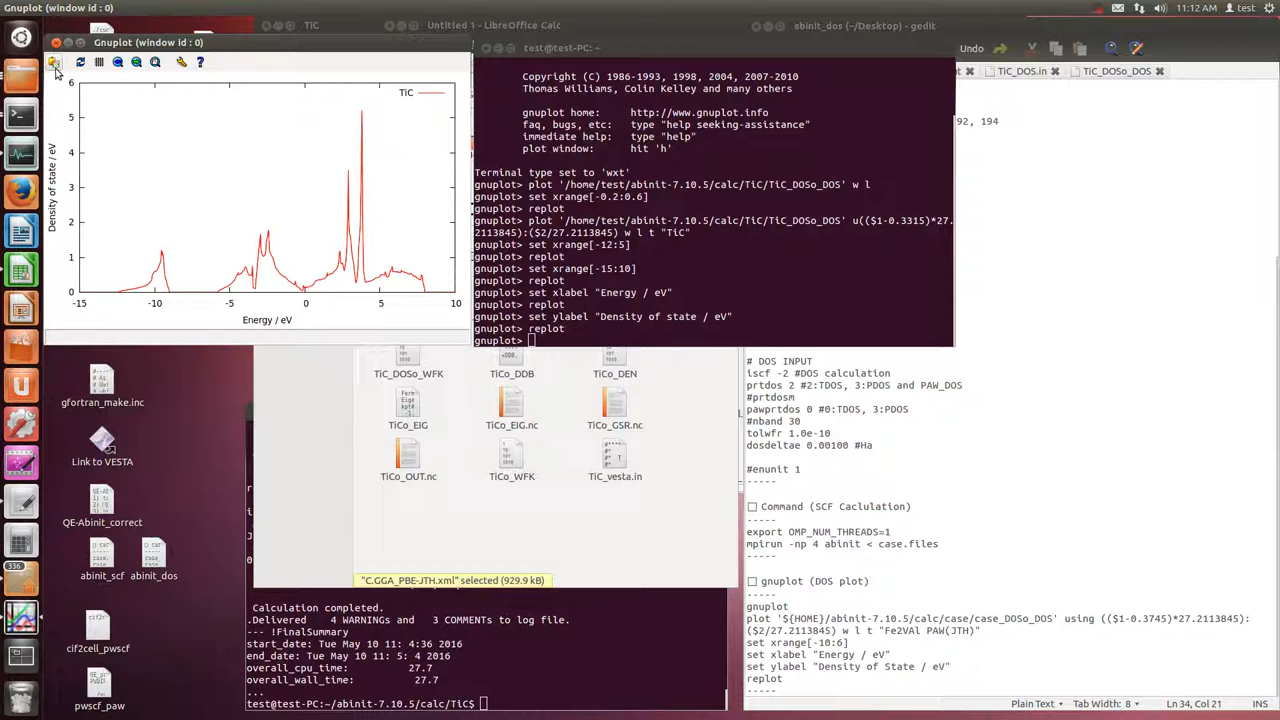 Gnuplot (window id : 0)
11:12 AM
test
TiC
Untitled 1 - LibreOffice Calc
abinit_dos (~/Desktop) - gedit
Gnuplot (window id : 0)
test@test-PC: ~
Undo
TiC_DOS.in
TiC_DOSo_DOS
TiC
6
5
4
3
2
1
0
-15
-10
-5
0
5
10
Density of state / eV
Energy / eV
Copyright (C) 1986-1993, 1998, 2004, 2007-2010
Thomas Williams, Colin Kelley and many others
gnuplot home:     http://www.gnuplot.info
faq, bugs, etc:   type "help seeking-assistance"
immediate help:   type "help"
plot window:      hit 'h'
Terminal type set to 'wxt'
gnuplot> plot '/home/test/abinit-7.10.5/calc/TiC/TiC_DOSo_DOS' w l
gnuplot> set xrange[-0.2:0.6]
gnuplot> replot
gnuplot> plot '/home/test/abinit-7.10.5/calc/TiC/TiC_DOSo_DOS' u(($1-0.3315)*27.
2113845):($2/27.2113845) w l t "TiC"
gnuplot> set xrange[-12:5]
gnuplot> replot
gnuplot> set xrange[-15:10]
gnuplot> replot
gnuplot> set xlabel "Energy / eV"
gnuplot> replot
gnuplot> set ylabel "Density of state / eV"
gnuplot> replot
gnuplot>
92, 194
gfortran_make.inc
Link to VESTA
QE-Abinit_correct
abinit_scf
abinit_dos
cif2cell_pwscf
pwscf_paw
336
TiC_DOSo_WFK
TiCo_DDB
TiCo_DEN
TiCo_EIG
TiCo_EIG.nc
TiCo_GSR.nc
TiCo_OUT.nc
TiCo_WFK
TiC_vesta.in
"C.GGA_PBE-JTH.xml" selected (929.9 kB)
Calculation completed.
.Delivered    4 WARNINGs and   3 COMMENTs to log file.
--- !FinalSummary
start_date: Tue May 10 11: 4:36 2016
end_date: Tue May 10 11: 5: 4 2016
overall_cpu_time:           27.7
overall_wall_time:          27.7
...
test@test-PC:~/abinit-7.10.5/calc/TiC$
# DOS INPUT
iscf -2 #DOS calculation
prtdos 2 #2:TDOS, 3:PDOS and PAW_DOS
#prtdosm
pawprtdos 0 #0:TDOS, 3:PDOS
#nband 30
tolwfr 1.0e-10
dosdeltae 0.00100 #Ha
#enunit 1
-----
□ Command (SCF Caclulation)
-----
export OMP_NUM_THREADS=1
mpirun -np 4 abinit < case.files
-----
□ gnuplot (DOS plot)
-----
gnuplot
plot '${HOME}/abinit-7.10.5/calc/case/case_DOSo_DOS' using (($1-0.3745)*27.2113845):
($2/27.2113845) w l t "Fe2VAl PAW(JTH)"
set xrange[-10:6]
set xlabel "Energy / eV"
set ylabel "Density of State / eV"
replot
-----
Plain Text
Tab Width: 8
Ln 34, Col 21
INS